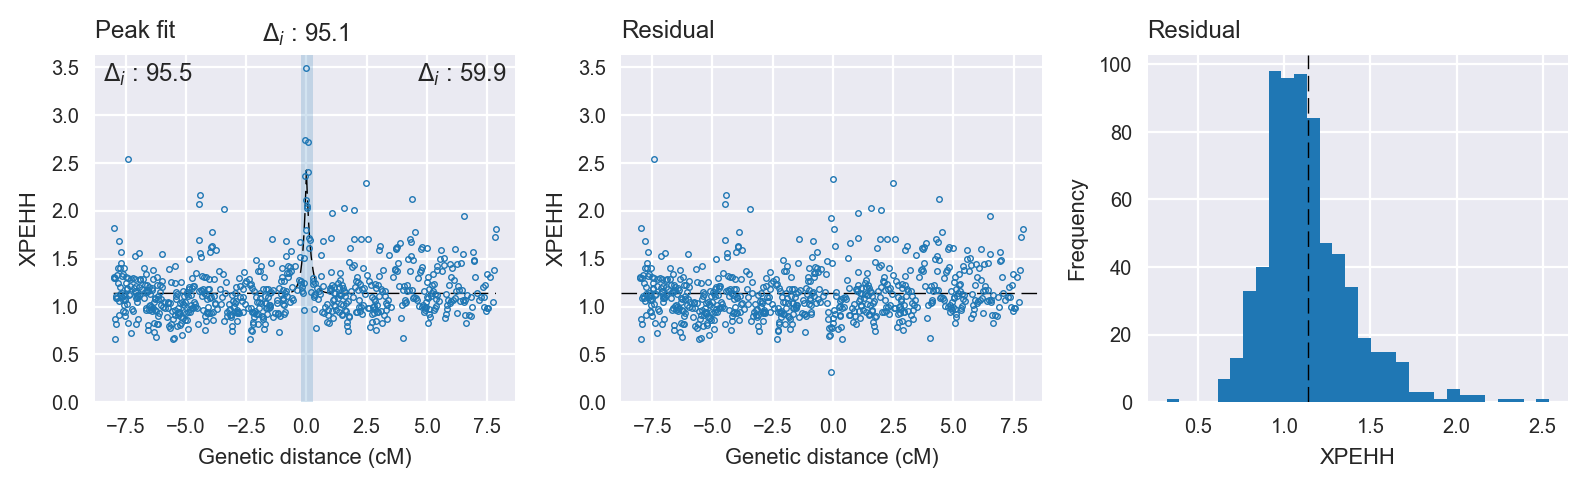 Peak fit
Δi : 95.1
Δi : 95.5
Δi : 59.9
3.5
3.0
2.5
2.0
1.5
1.0
0.5
0.0
XPEHH
−7.5 −5.0 −2.5 0.0 2.5 5.0 7.5
Genetic distance (cM)
Residual
3.5
3.0
2.5
2.0
1.5
1.0
0.5
0.0
XPEHH
−7.5 −5.0 −2.5 0.0 2.5 5.0 7.5
Genetic distance (cM)
Residual
100
80
60
40
20
0
Frequency
0.5 1.0 1.5 2.0 2.5
XPEHH